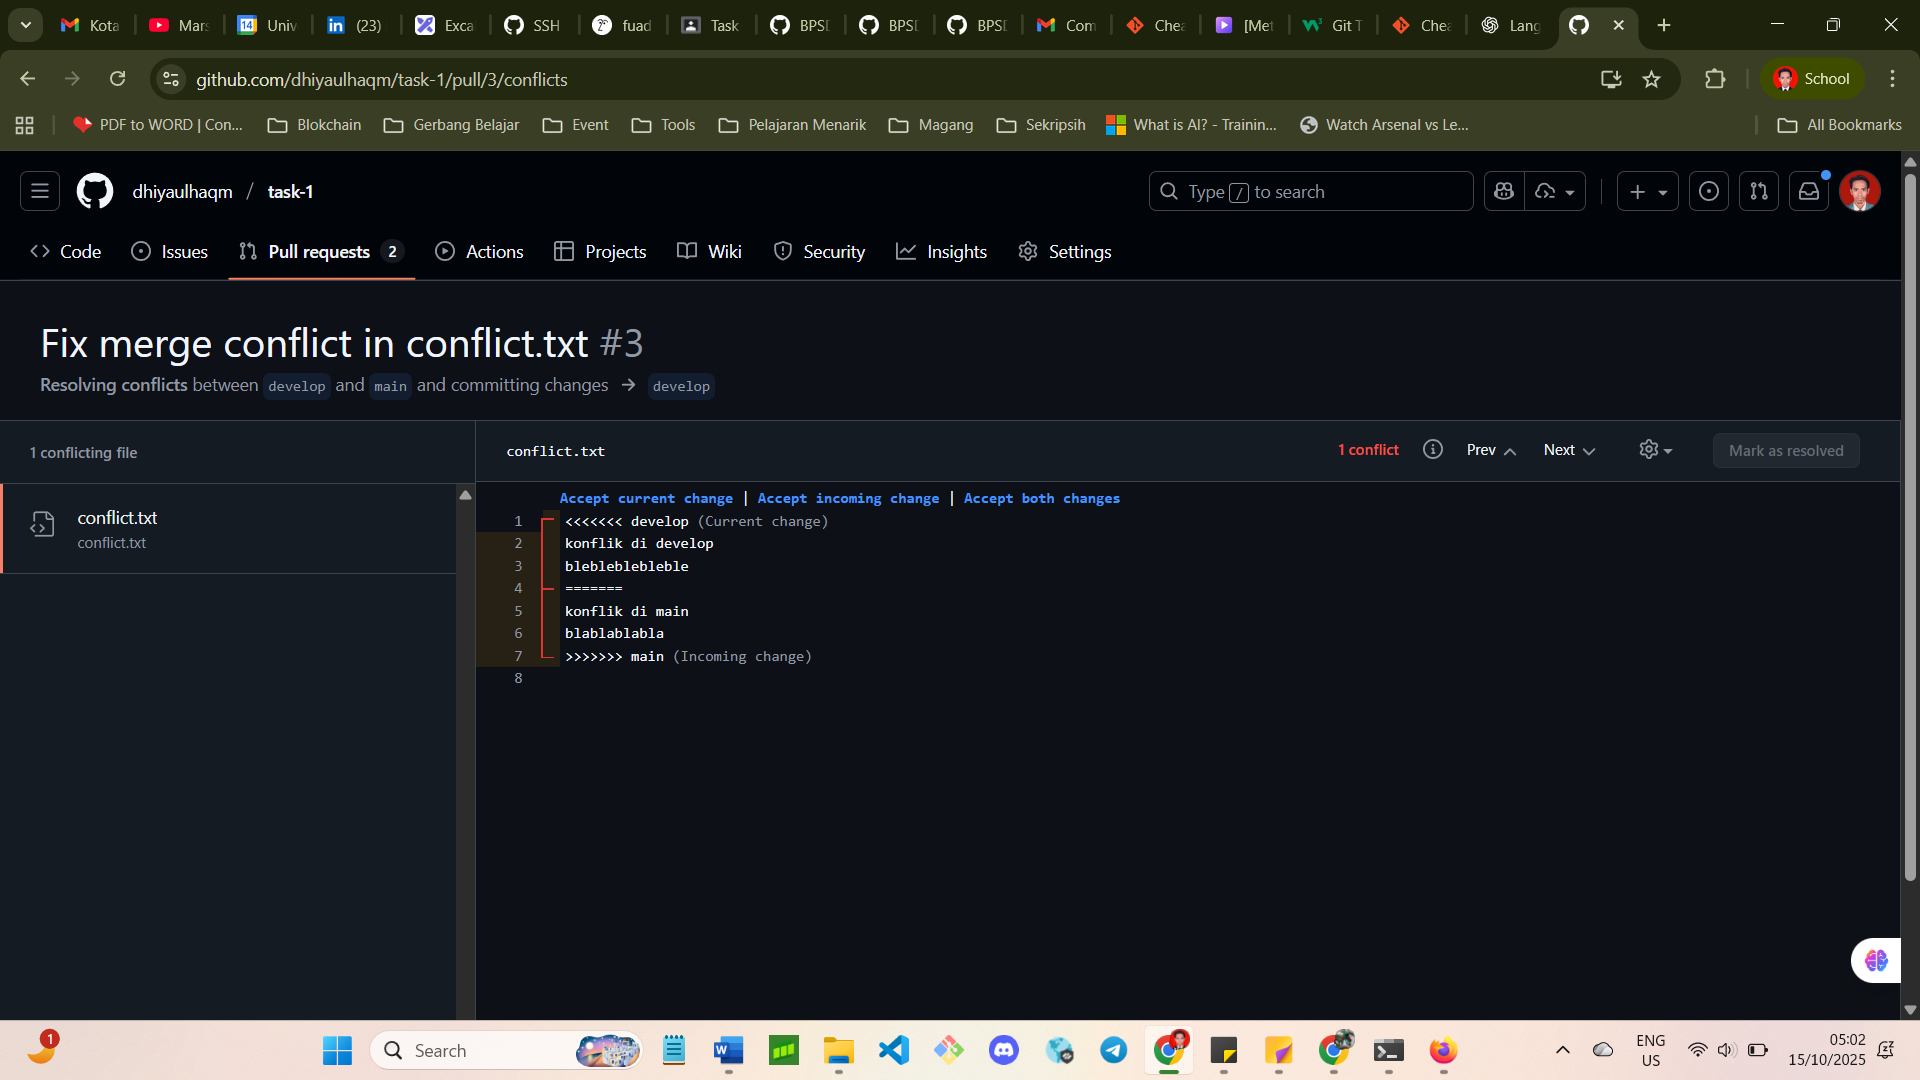 Kota
Mars
14 Univ
(23)
Exca
SSH
fuad
Task
BPSD
BPSD
BPSD
Com
Chea
[Met
Git T
Chea
Lang
github.com/dhiyaulhaqm/task-1/pull/3/conflicts
School
PDF to WORD | Con...
Blokchain
Gerbang Belajar
Event
Tools
Pelajaran Menarik
Magang
Sekripsih
What is AI? - Trainin...
Watch Arsenal vs Le...
All Bookmarks
dhiyaulhaqm / task-1
Type / to search
Code
Issues
Pull requests 2
Actions
Projects
Wiki
Security
Insights
Settings
Fix merge conflict in conflict.txt #3
Resolving conflicts between develop and main and committing changes → develop
1 conflicting file
conflict.txt
1 conflict
Prev
Next
Mark as resolved
conflict.txt
conflict.txt
Accept current change | Accept incoming change | Accept both changes
1 <<<<<<< develop (Current change)
2 konflik di develop
3 blebleblebleble
4 =======
5 konflik di main
6 blablablabla
7 >>>>>>> main (Incoming change)
8
1
Search
ENG
US
05:02
15/10/2025